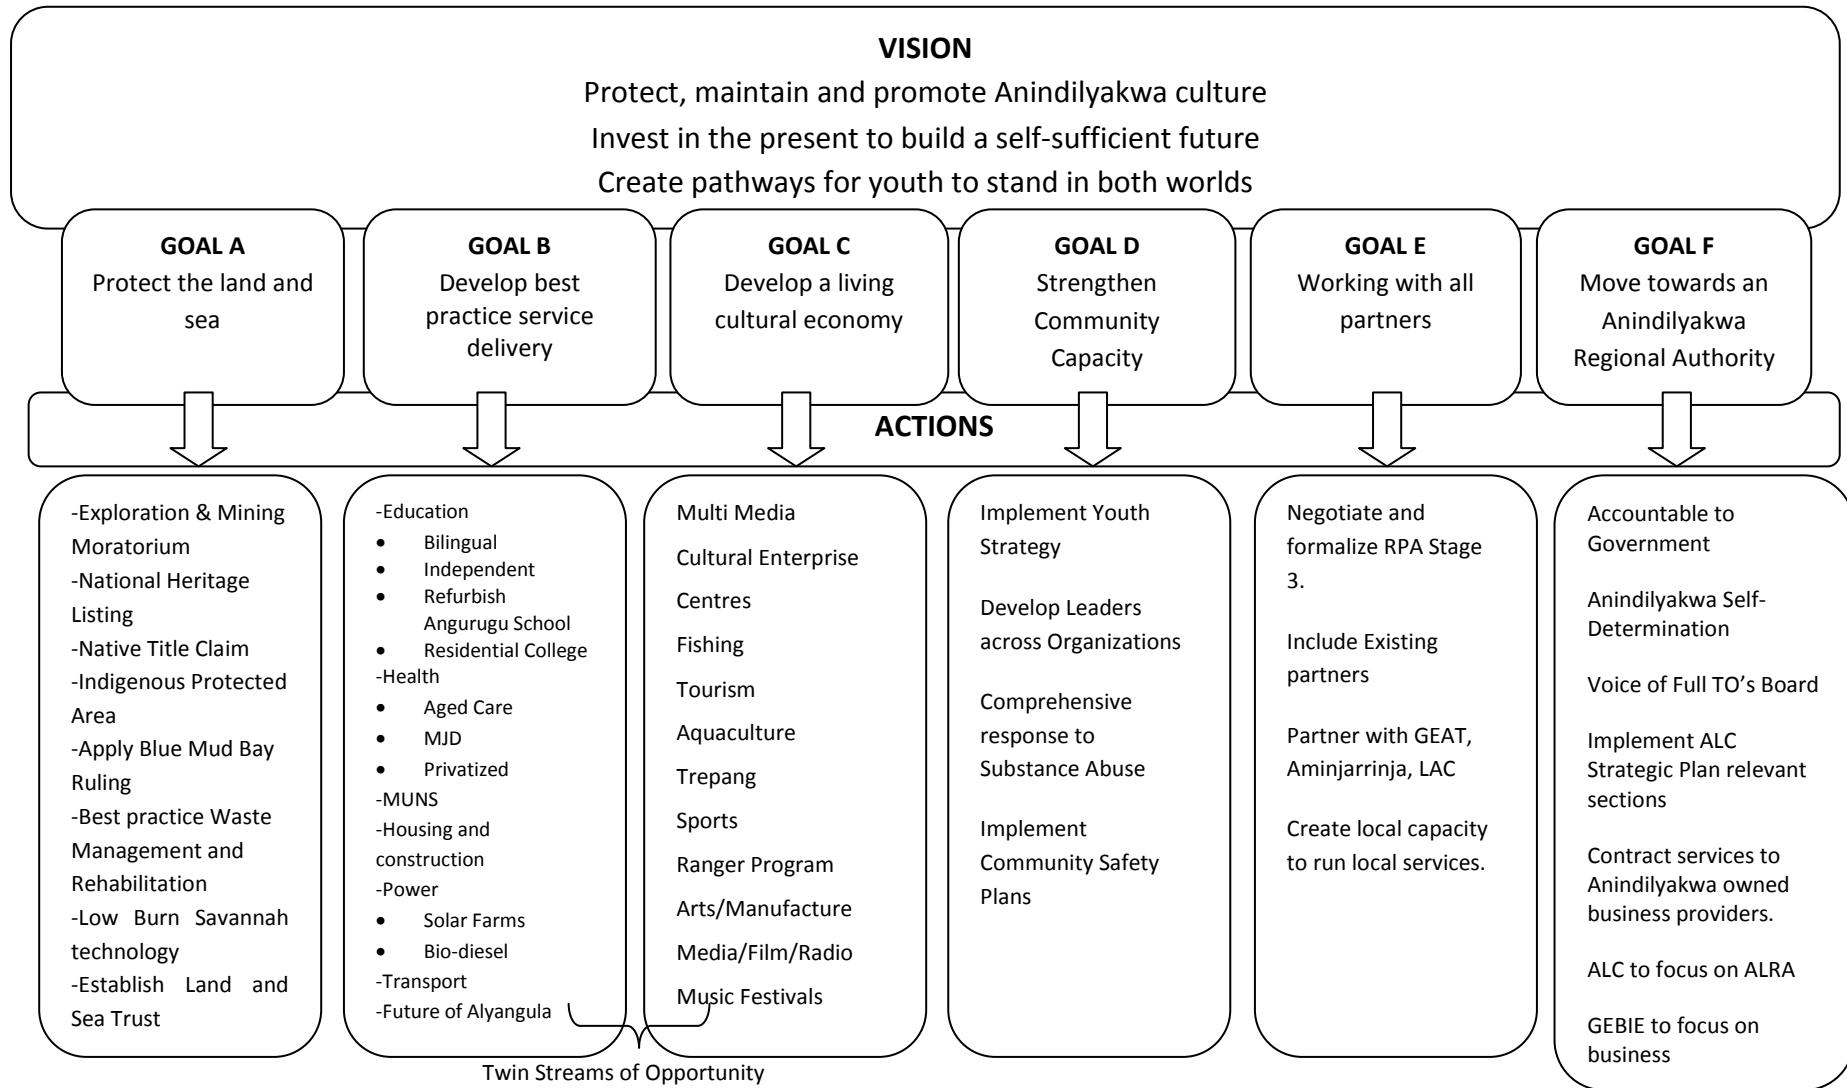 VISION
Protect, maintain and promote Anindilyakwa culture
Invest in the present to build a self-sufficient future
Create pathways for youth to stand in both worlds
GOAL A
Protect the land and
sea
GOAL B
Develop best
practice service
delivery
GOAL C
Develop a living
cultural economy
GOAL D
Strengthen
Community
Capacity
GOAL E
Working with all
partners
GOAL F
Move towards an
Anindilyakwa
Regional Authority
ACTIONS
-Exploration & Mining
Moratorium
-National Heritage
Listing
-Native Title Claim
-Indigenous Protected
Area
-Apply Blue Mud Bay
Ruling
-Best practice Waste
Management and
Rehabilitation
-Low Burn Savannah
technology
-Establish Land and
Sea Trust
-Education
• Bilingual
• Independent
• Refurbish
Angurugu School
• Residential College
-Health
• Aged Care
• MJD
• Privatized
-MUNS
-Housing and
construction
-Power
• Solar Farms
• Bio-diesel
-Transport
-Future of Alyangula
Multi Media
Cultural Enterprise
Centres
Fishing
Tourism
Aquaculture
Trepang
Sports
Ranger Program
Arts/Manufacture
Media/Film/Radio
Music Festivals
Twin Streams of Opportunity
Implement Youth
Strategy
Develop Leaders
across Organizations
Comprehensive
response to
Substance Abuse
Implement
Community Safety
Plans
Negotiate and
formalize RPA Stage
3.
Include Existing
partners
Partner with GEAT,
Aminjarrinja, LAC
Create local capacity
to run local services.
Accountable to
Government
Anindilyakwa Self-
Determination
Voice of Full TO's Board
Implement ALC
Strategic Plan relevant
sections
Contract services to
Anindilyakwa owned
business providers.
ALC to focus on ALRA
GEBIE to focus on
business